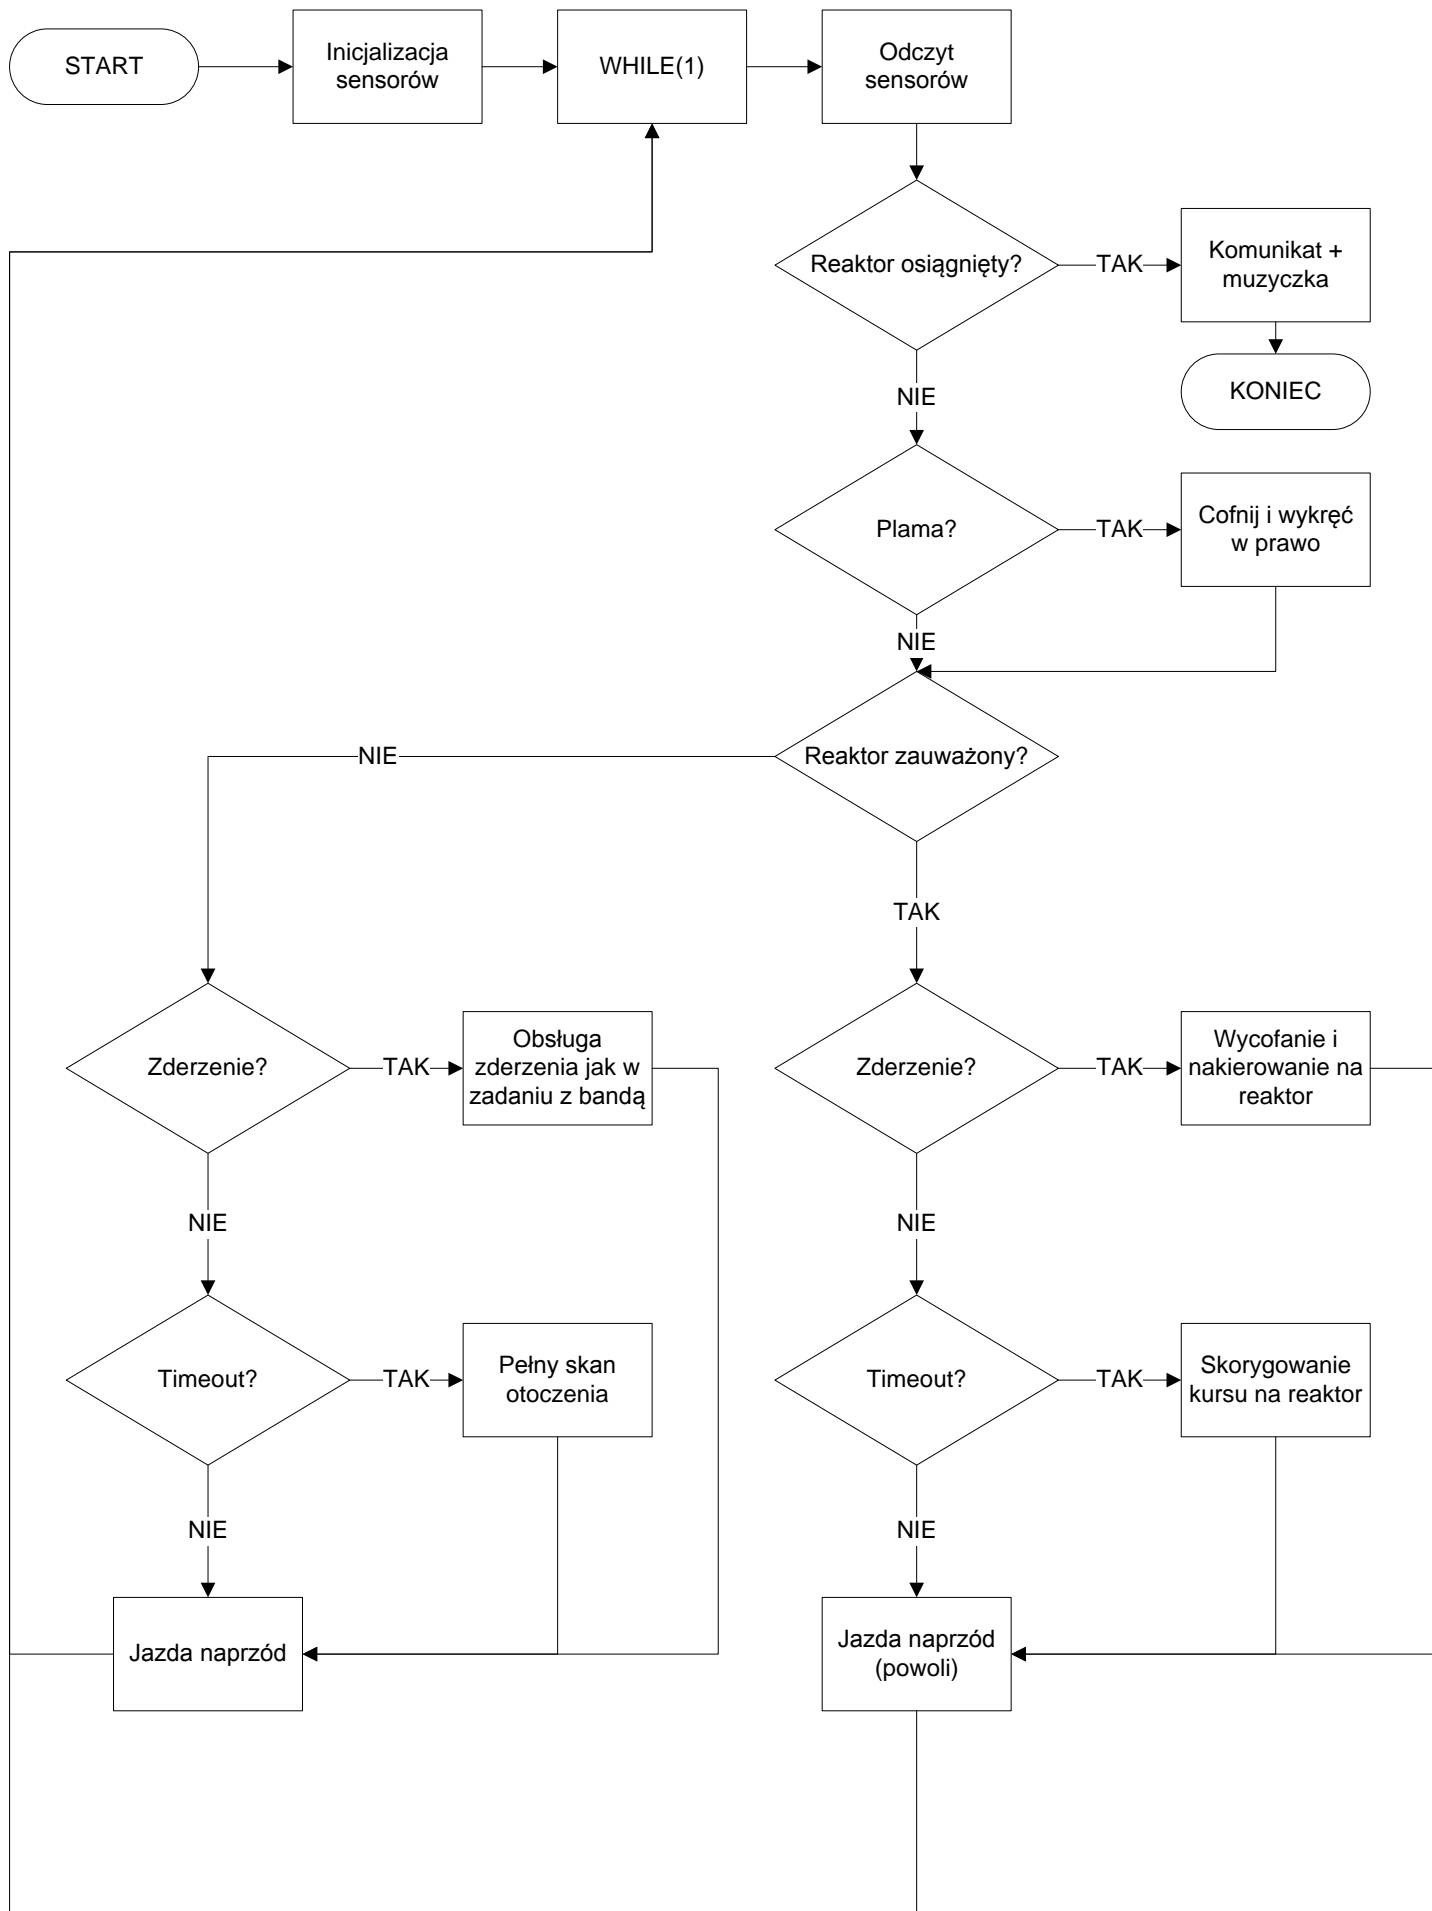 START
Inicjalizacja
sensorów
WHILE(1)
Odczyt
sensorów
Reaktor osiągnięty?
TAK
Komunikat +
muzyczka
NIE
KONIEC
Plama?
TAK
Cofnij i wykręć
w prawo
NIE
Reaktor zauważony?
NIE
TAK
Zderzenie?
TAK
Obsługa
zderzenia jak w
zadaniu z bandą
Zderzenie?
TAK
Wycofanie i
nakierowanie na
reaktor
NIE
NIE
Timeout?
TAK
Pełny skan
otoczenia
Timeout?
TAK
Skorygowanie
kursu na reaktor
NIE
NIE
Jazda naprzód
Jazda naprzód
(powoli)